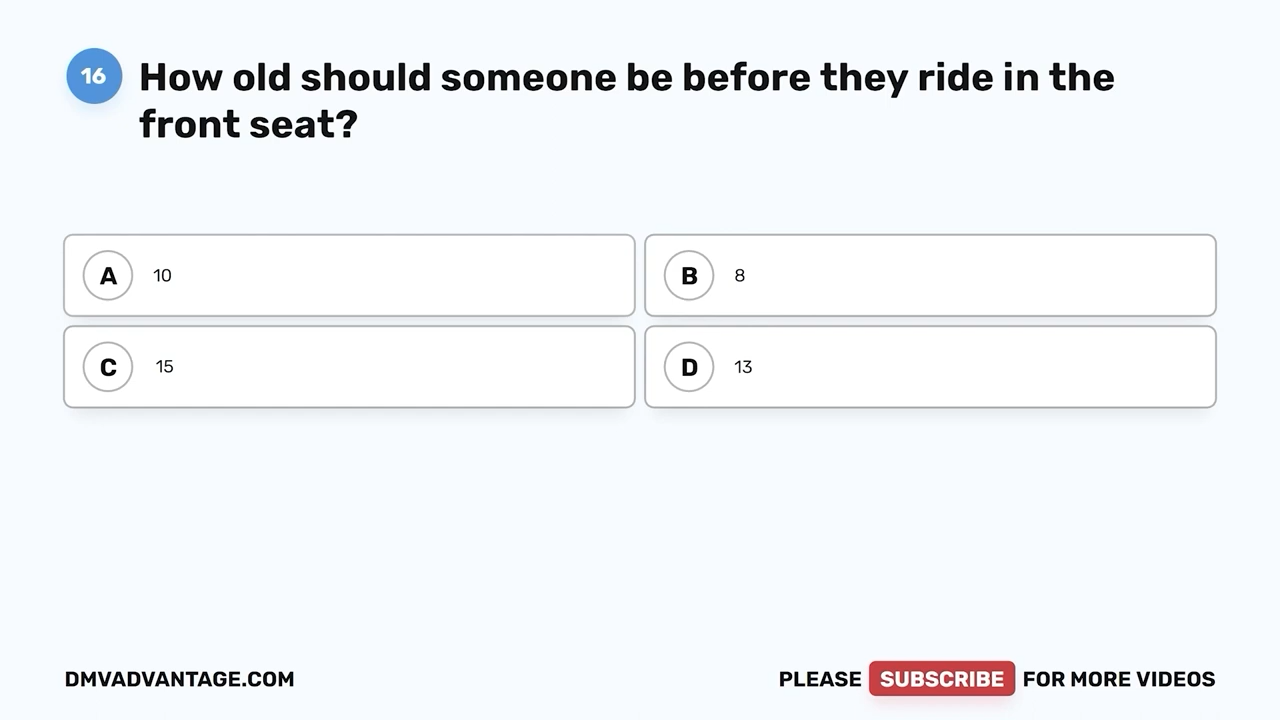 16 How old should someone be before they ride in the
front seat?
A 10
B 8
C 15
D 13
DMVADVANTAGE.COM
PLEASE SUBSCRIBE FOR MORE VIDEOS